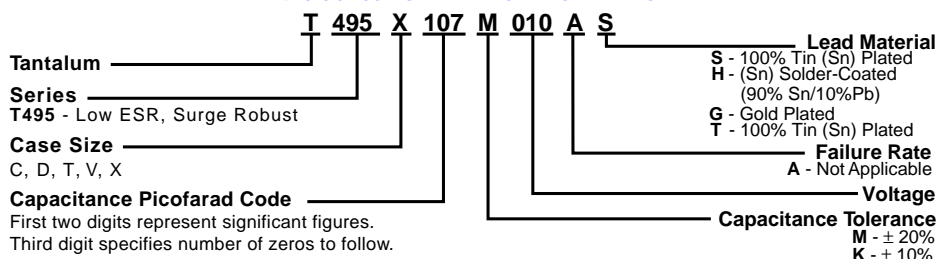 T 495 X 107 M 010 A S
Tantalum
Series
T495 - Low ESR, Surge Robust
Case Size
C, D, T, V, X
Capacitance Picofarad Code
First two digits represent significant figures.
Third digit specifies number of zeros to follow.
Lead Material
S - 100% Tin (Sn) Plated
H - (Sn) Solder-Coated
(90% Sn/10%Pb)
G - Gold Plated
T - 100% Tin (Sn) Plated
Failure Rate
A - Not Applicable
Voltage
Capacitance Tolerance
M - ± 20%
K - ± 10%